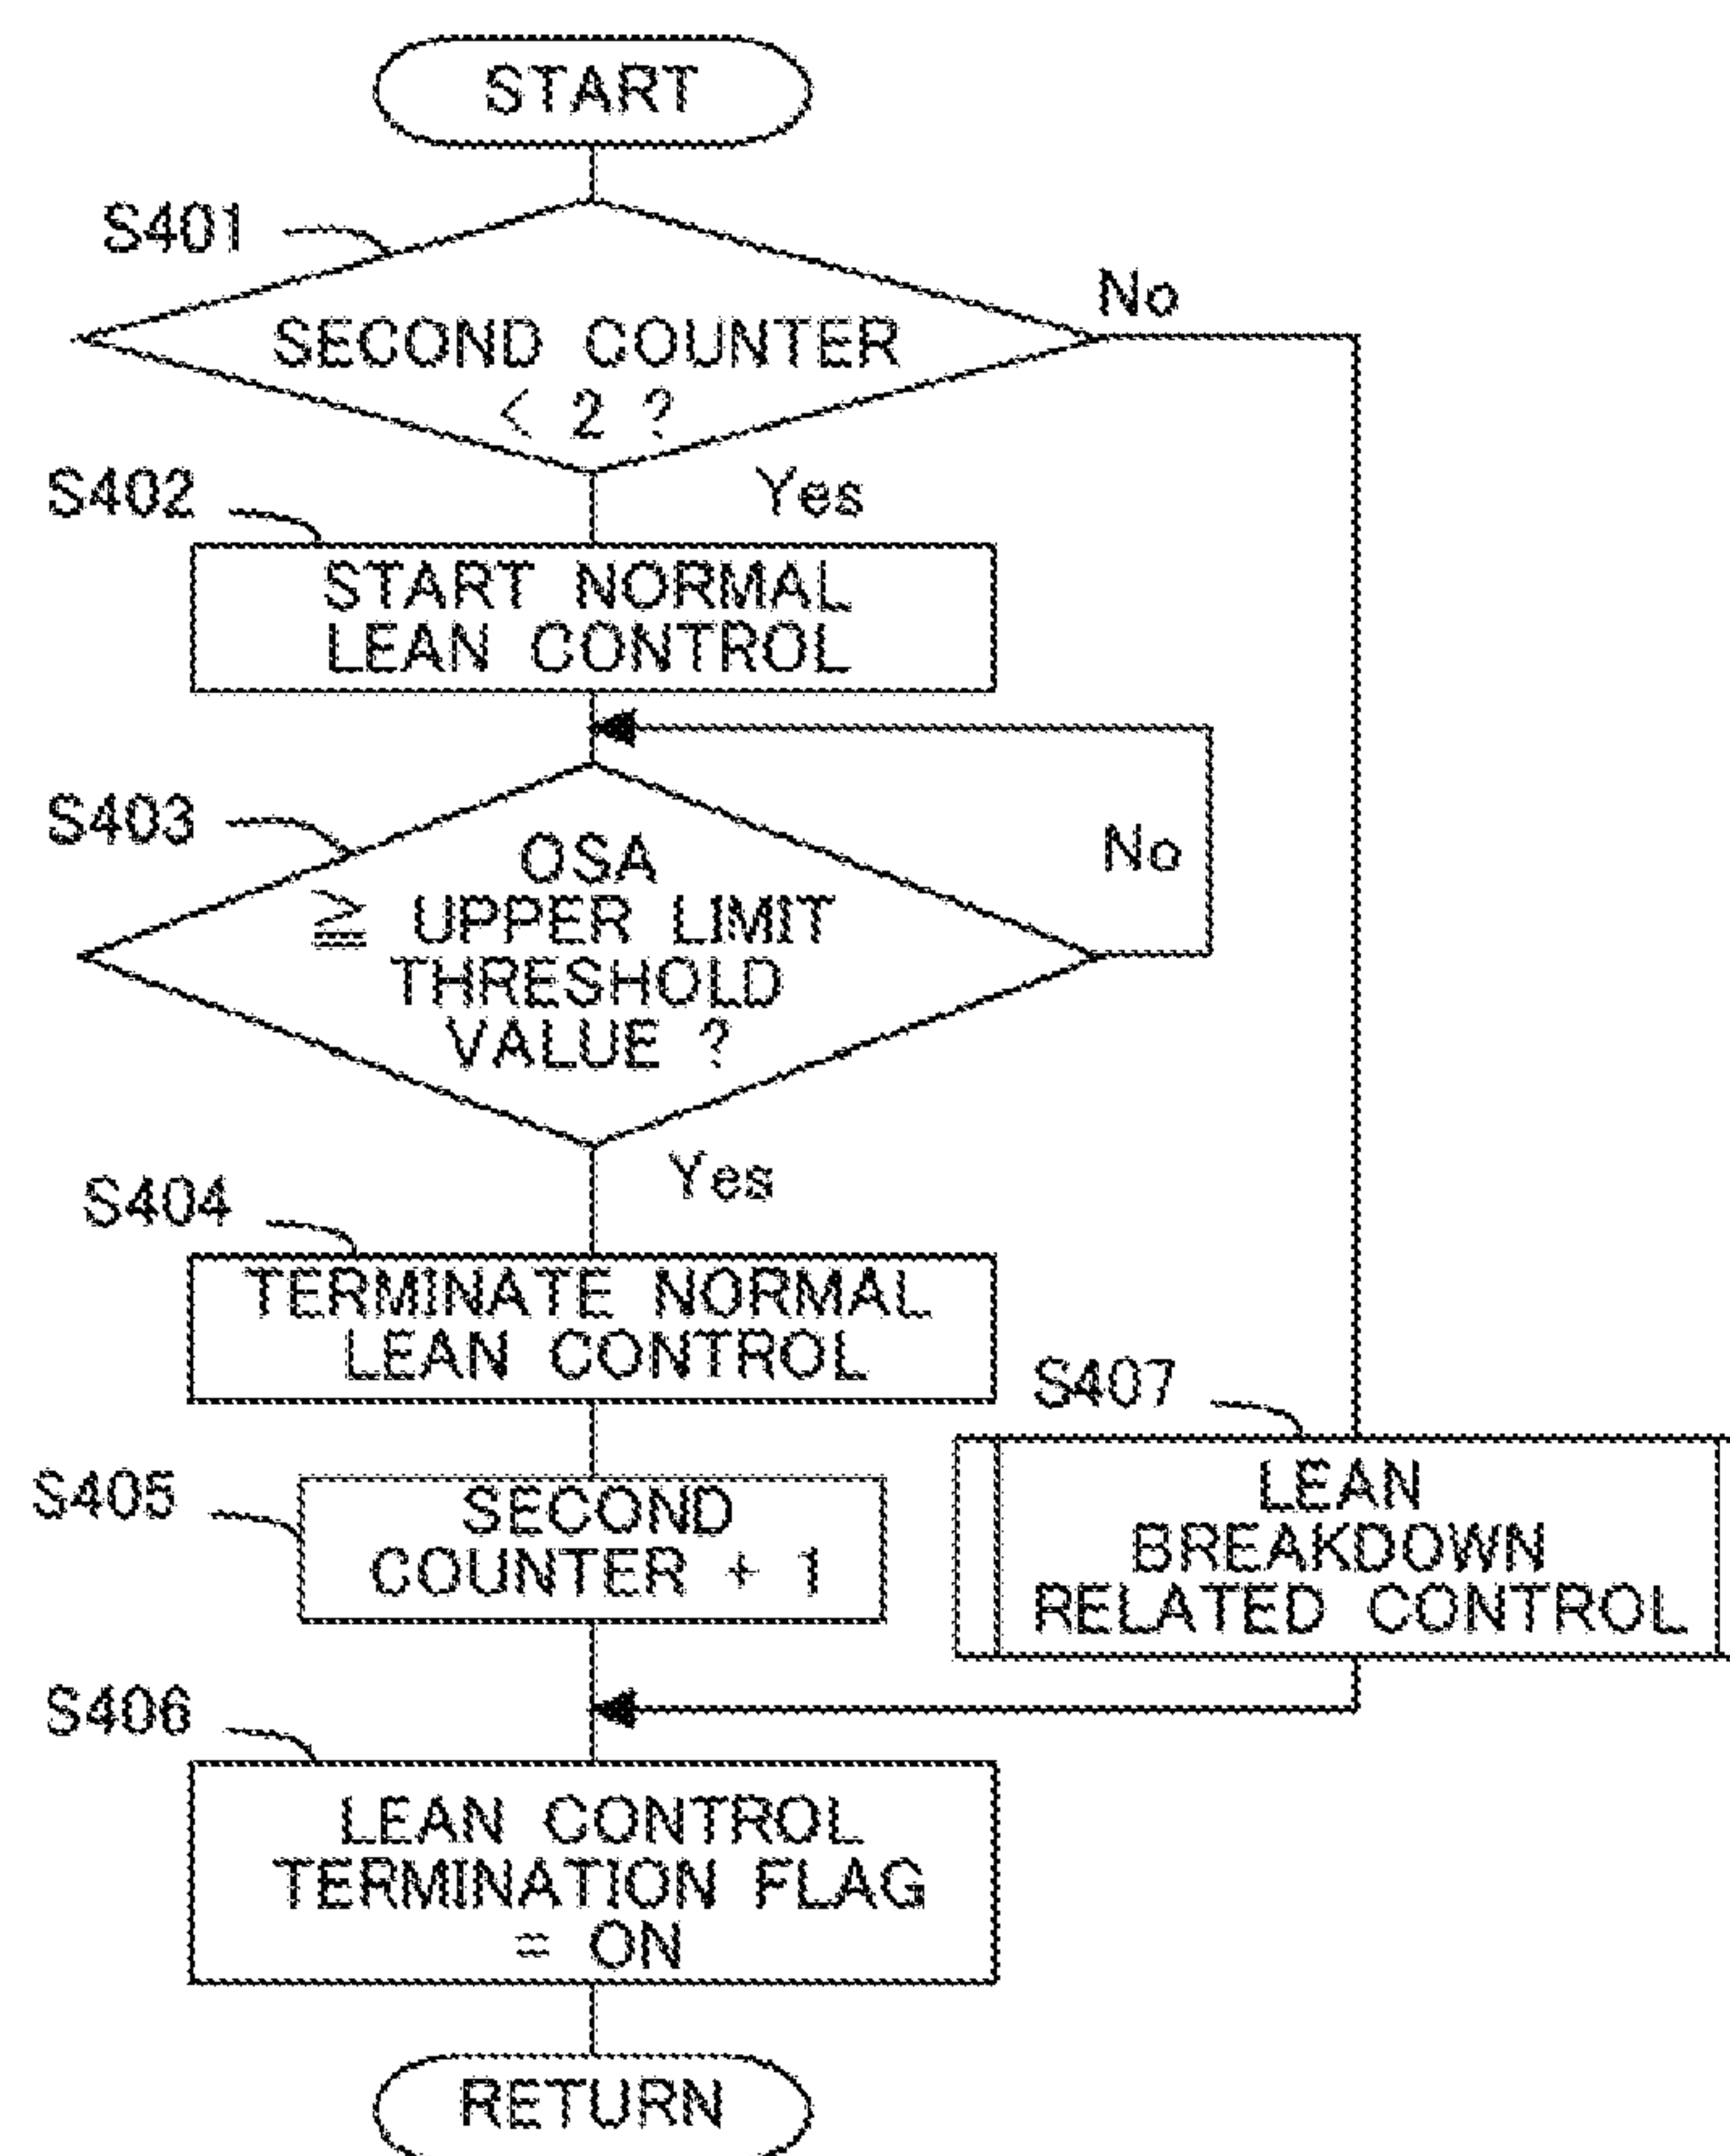 START
S401
No
SECOND COUNTER
< 2 ?
S402
Yes
START NORMAL
LEAN CONTROL
S403
No
OSA
≧ UPPER LIMIT
THRESHOLD
VALUE ?
Yes
S404
TERMINATE NORMAL
LEAN CONTROL
S405
SECOND
COUNTER + 1
S407
LEAN
BREAKDOWN
RELATED CONTROL
S406
LEAN CONTROL
TERMINATION FLAG
= ON
RETURN